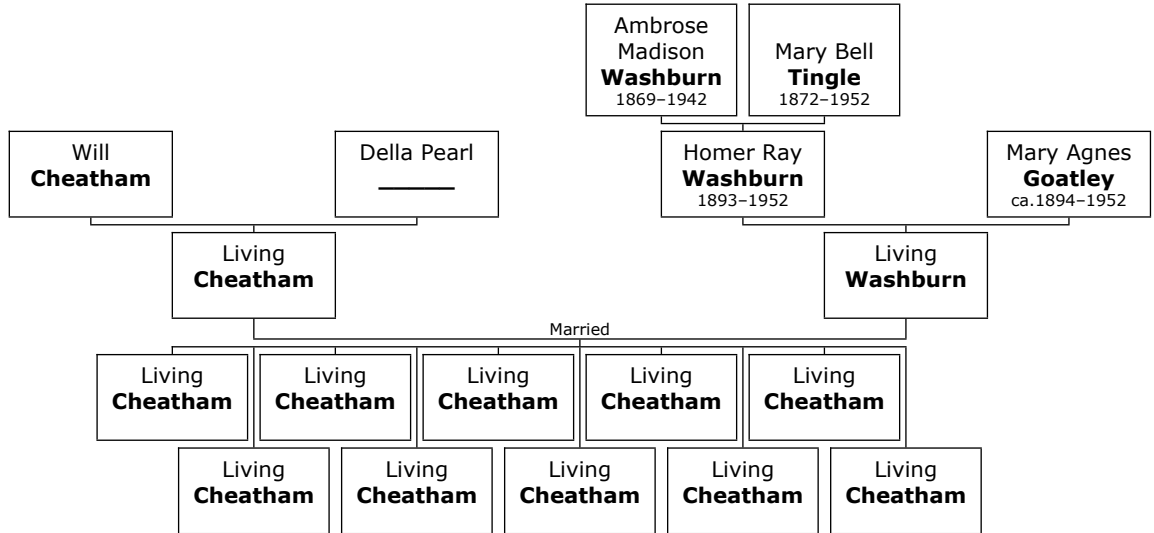 Ambrose
Madison
Washburn
1869–1942
Mary Bell
Tingle
1872–1952
Will
Cheatham
Della Pearl
______
Homer Ray
Washburn
1893–1952
Mary Agnes
Goatley
ca.1894–1952
Living
Cheatham
Living
Washburn
Married
Living
Cheatham
Living
Cheatham
Living
Cheatham
Living
Cheatham
Living
Cheatham
Living
Cheatham
Living
Cheatham
Living
Cheatham
Living
Cheatham
Living
Cheatham